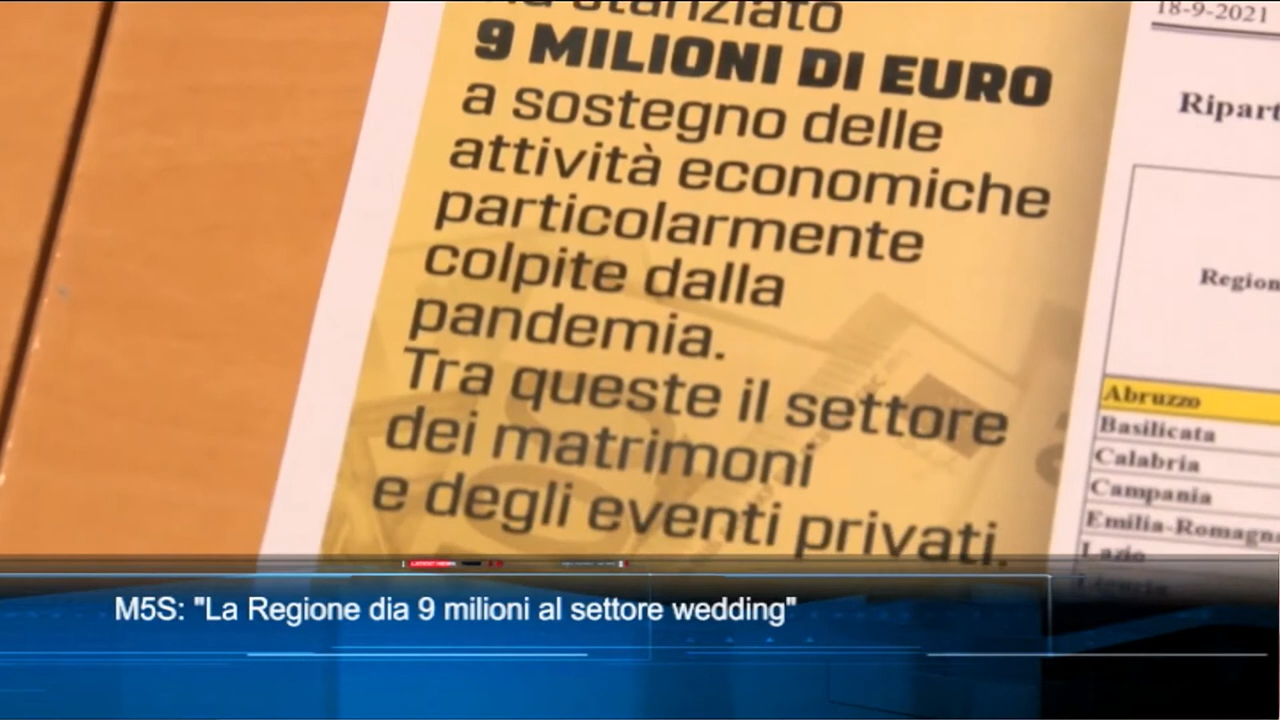 stanziato
9 MILIONI DI EURO
a sostegno delle
attività economiche
particolarmente
colpite dalla
pandemia.
Tra queste il settore
dei matrimoni
e degli eventi privati.
18-9-2021
Ripart
Region
Abruzzo
Basilicata
Calabria
Campania
Emilia-Romagna
Lazio
M5S: "La Regione dia 9 milioni al settore wedding"